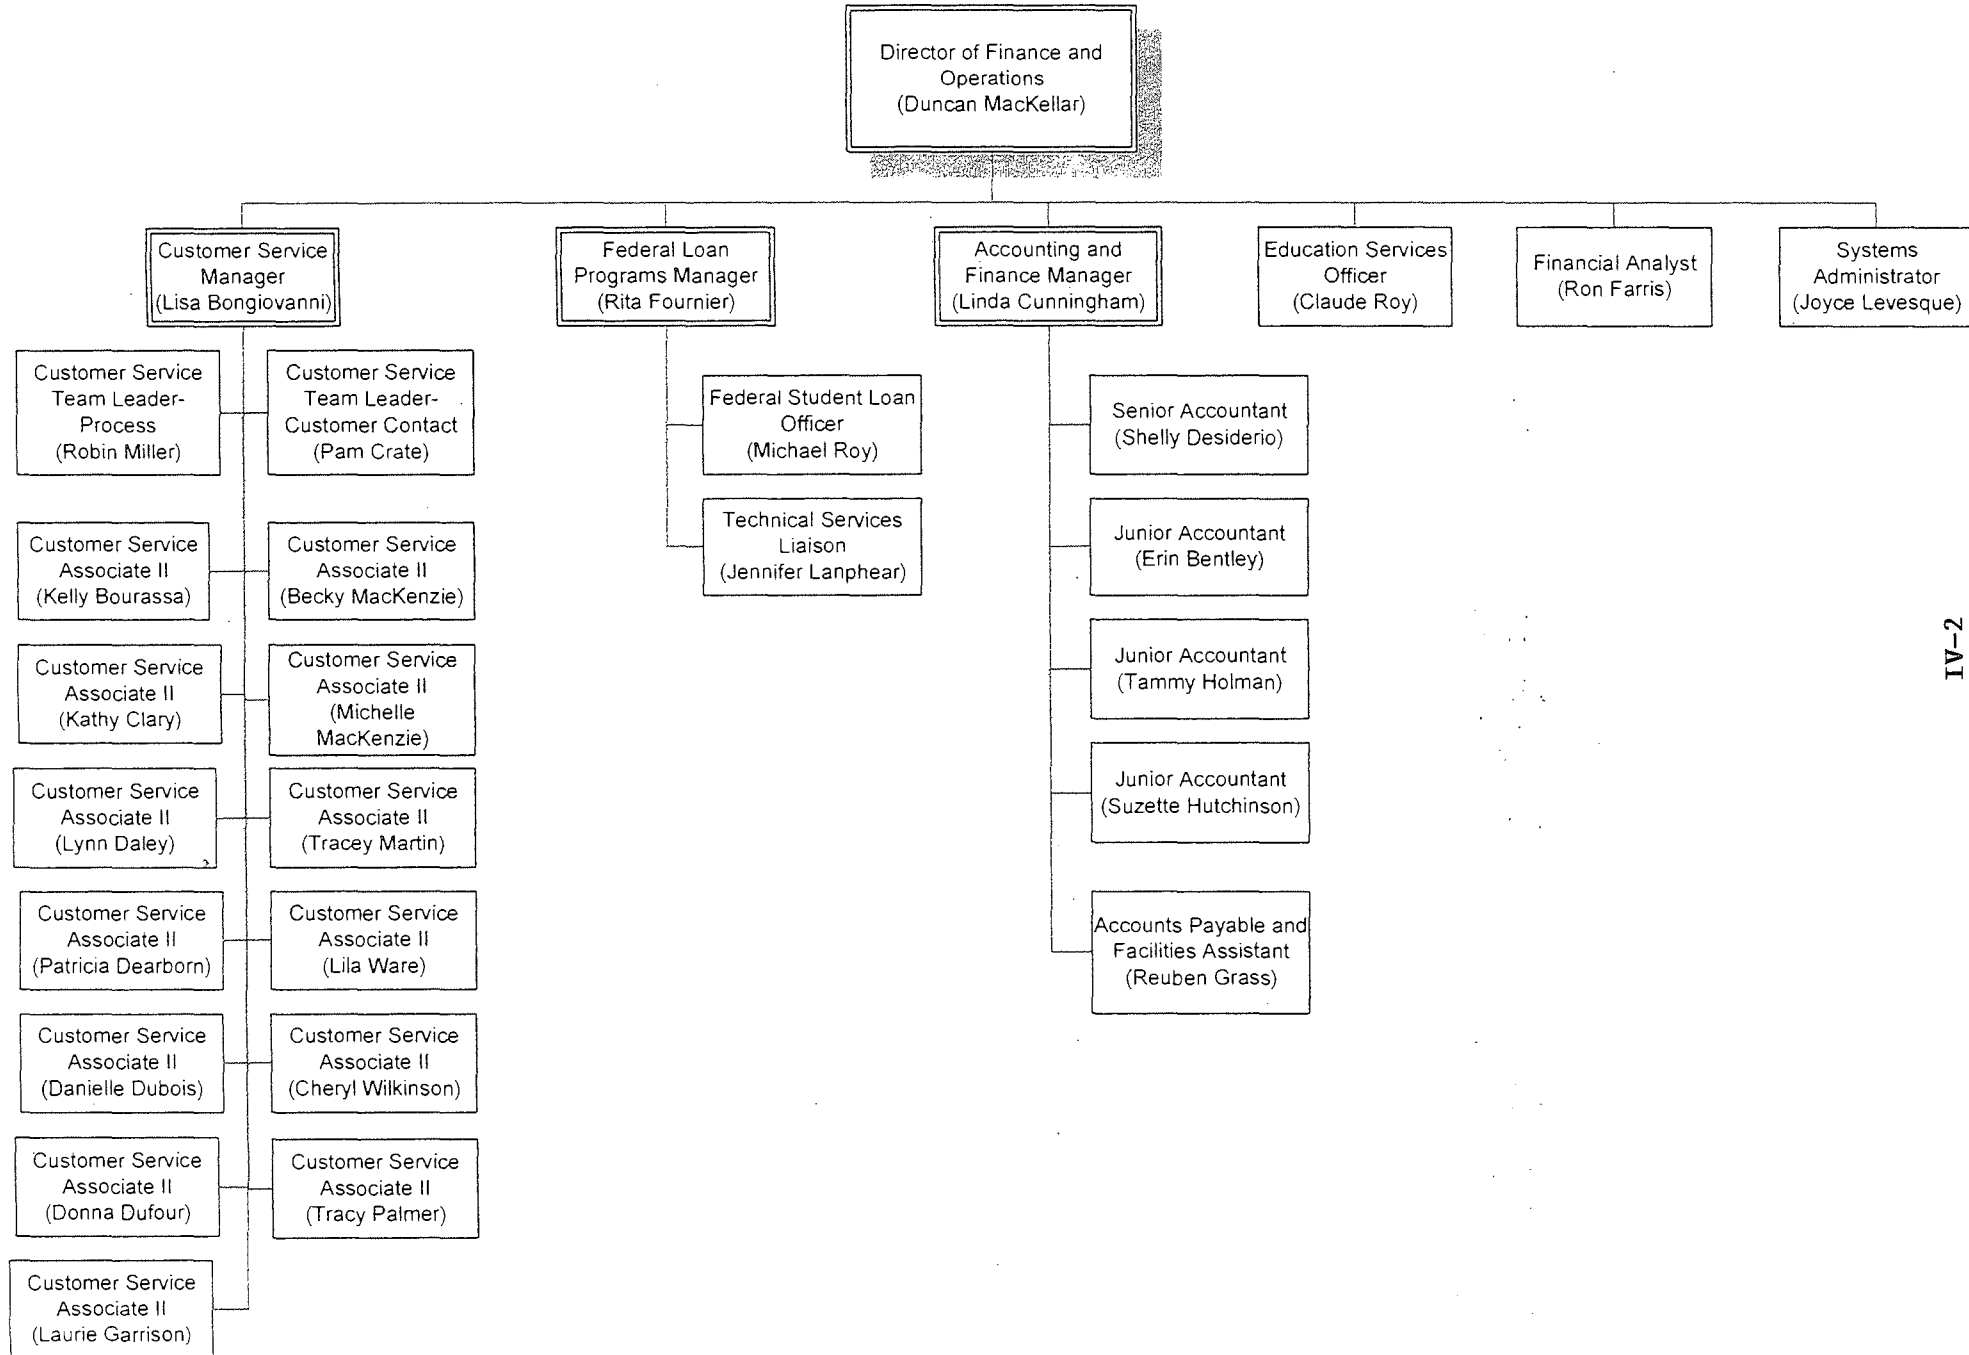 Director of Finance and
Operations
(Duncan MacKellar)
Customer Service
Manager
(Lisa Bongiovanni)
Federal Loan
Programs Manager
(Rita Fournier)
Accounting and
Finance Manager
(Linda Cunningham)
Education Services
Officer
(Claude Roy)
Financial Analyst
(Ron Farris)
Systems
Administrator
(Joyce Levesque)
Customer Service
Team Leader-
Process
(Robin Miller)
Customer Service
Team Leader-
Customer Contact
(Pam Crate)
Customer Service
Associate II
(Kelly Bourassa)
Customer Service
Associate II
(Becky MacKenzie)
Customer Service
Associate II
(Kathy Clary)
Customer Service
Associate II
(Michelle
MacKenzie)
Customer Service
Associate II
(Lynn Daley)
Customer Service
Associate II
(Tracey Martin)
Customer Service
Associate II
(Patricia Dearborn)
Customer Service
Associate II
(Lila Ware)
Customer Service
Associate II
(Danielle Dubois)
Customer Service
Associate II
(Cheryl Wilkinson)
Customer Service
Associate II
(Donna Dufour)
Customer Service
Associate II
(Tracy Palmer)
Customer Service
Associate II
(Laurie Garrison)
Federal Student Loan
Officer
(Michael Roy)
Technical Services
Liaison
(Jennifer Lanphear)
Senior Accountant
(Shelly Desiderio)
Junior Accountant
(Erin Bentley)
Junior Accountant
(Tammy Holman)
Junior Accountant
(Suzette Hutchinson)
Accounts Payable and
Facilities Assistant
(Reuben Grass)
IV-2